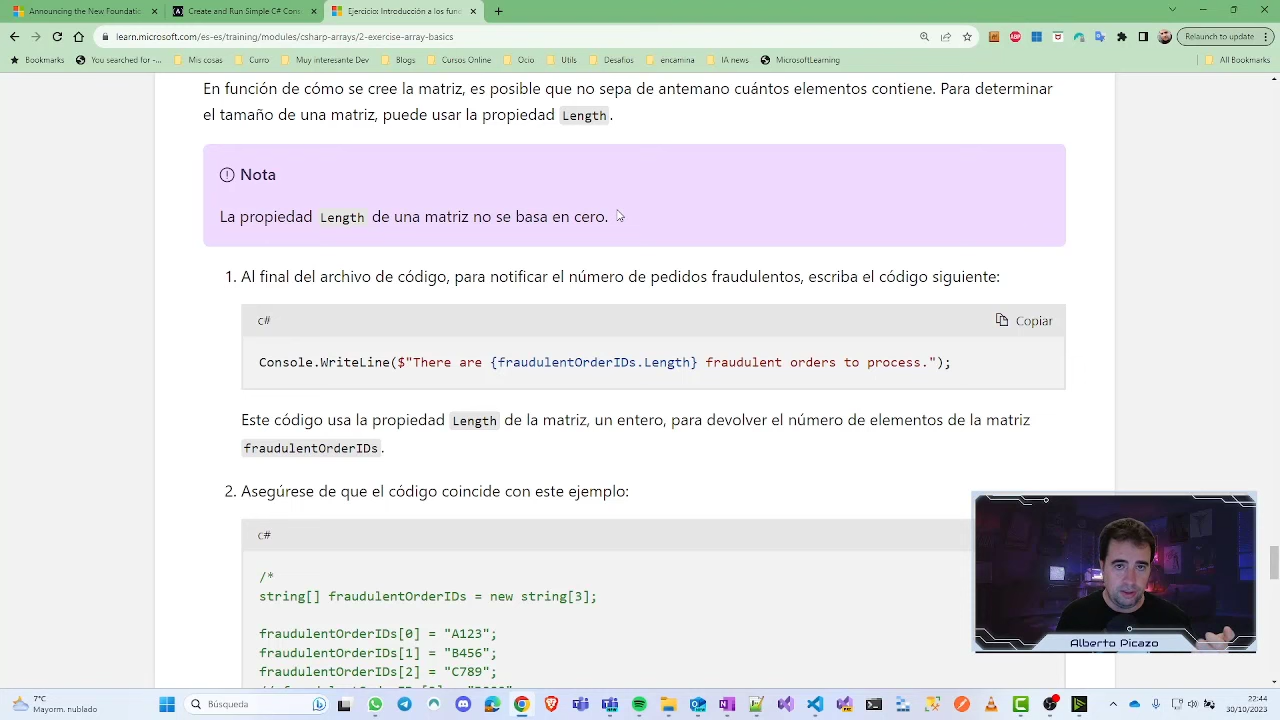 Announcing the New Foundatic
Create and Run Simple C# Con
Ejercicio: Introducción a los fun
learn.microsoft.com/es-es/training/modules/csharp-arrays/2-exercise-array-basics
Relaunch to update
Bookmarks
You searched for -...
Mis cosas
Curro
Muy interesante Dev
Blogs
Cursos Online
Ocio
Utils
Desafios
encamina
IA news
MicrosoftLearning
All Bookmarks
En función de cómo se cree la matriz, es posible que no sepa de antemano cuántos elementos contiene. Para determinar
el tamaño de una matriz, puede usar la propiedad Length.
Nota
La propiedad Length de una matriz no se basa en cero.
1. Al final del archivo de código, para notificar el número de pedidos fraudulentos, escriba el código siguiente:
c#
Copiar
Console.WriteLine($"There are {fraudulentOrderIDs.Length} fraudulent orders to process.");
Este código usa la propiedad Length de la matriz, un entero, para devolver el número de elementos de la matriz
fraudulentOrderIDs.
2. Asegúrese de que el código coincide con este ejemplo:
c#
/*
string[] fraudulentOrderIDs = new string[3];
fraudulentOrderIDs[0] = "A123";
fraudulentOrderIDs[1] = "B456";
fraudulentOrderIDs[2] = "C789";
Alberto Picazo
7°C
Mayorm. nublado
Búsqueda
22:44
30/10/2023